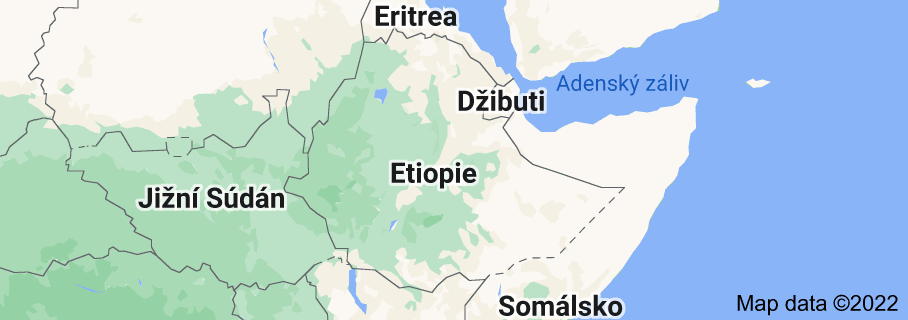 Eritrea
Adenský záliv
Džibuti
Etiopie
Jižní Súdán
Somálsko
Map data ©2022